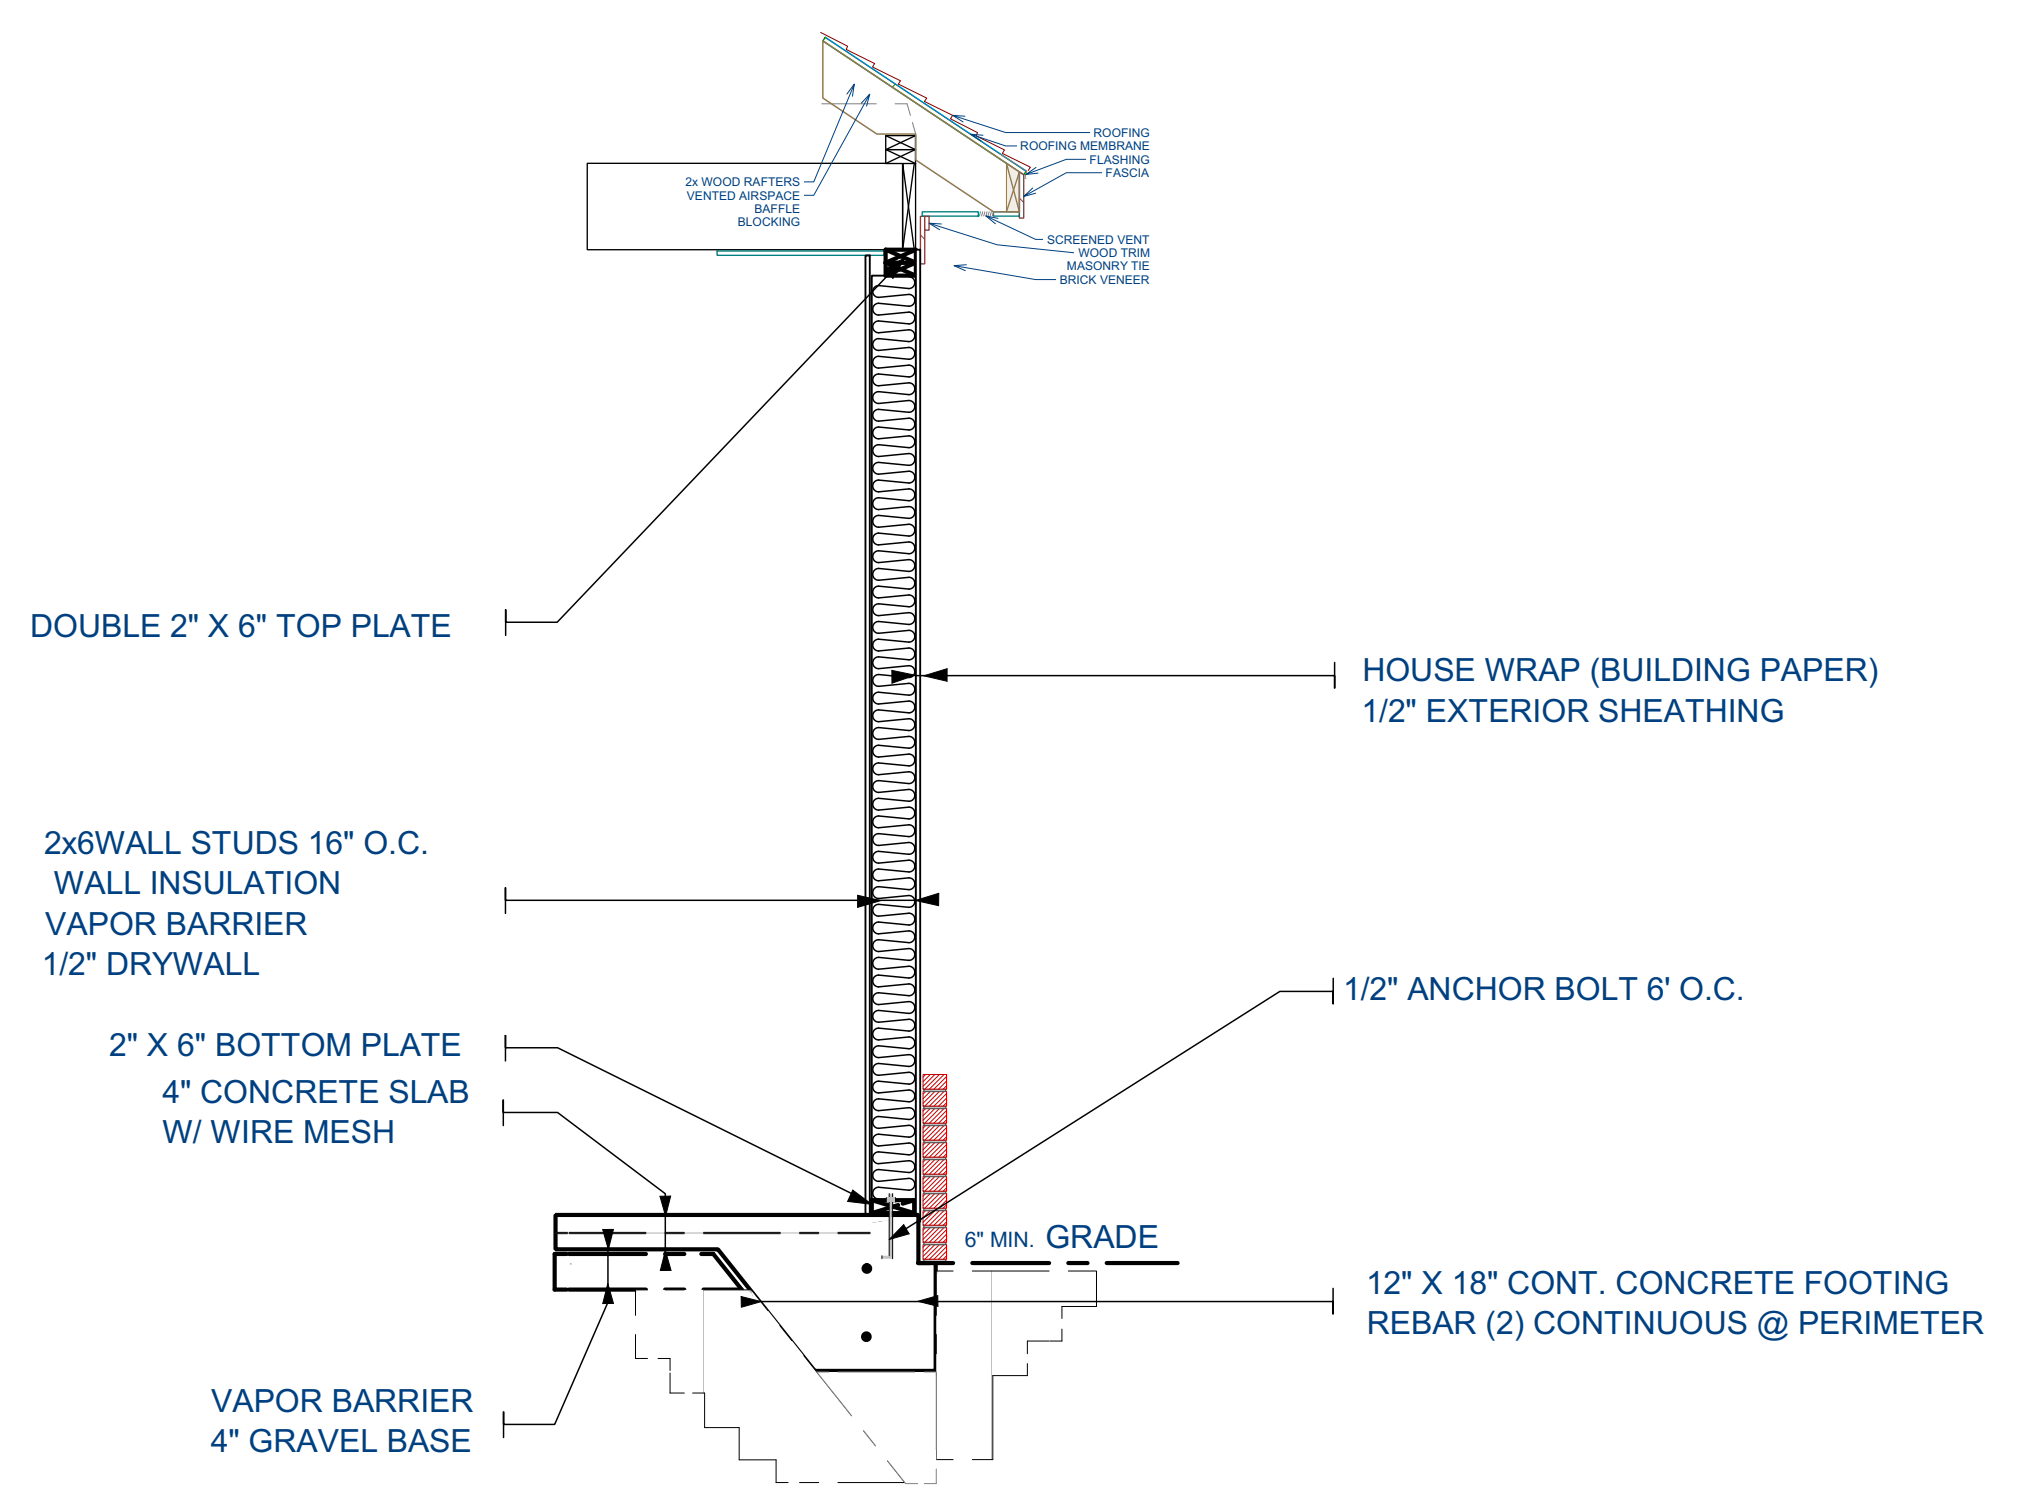 ROOFING
ROOFING MEMBRANE
FLASHING
FASCIA
2x WOOD RAFTERS
VENTED AIRSPACE
BAFFLE
BLOCKING
SCREENED VENT
WOOD TRIM
MASONRY TIE
BRICK VENEER
DOUBLE 2" X 6" TOP PLATE
HOUSE WRAP (BUILDING PAPER)
1/2" EXTERIOR SHEATHING
2x6WALL STUDS 16" O.C.
WALL INSULATION
VAPOR BARRIER
1/2" DRYWALL
1/2" ANCHOR BOLT 6' O.C.
2" X 6" BOTTOM PLATE
4" CONCRETE SLAB
W/ WIRE MESH
6" MIN. GRADE
12" X 18" CONT. CONCRETE FOOTING
REBAR (2) CONTINUOUS @ PERIMETER
VAPOR BARRIER
4" GRAVEL BASE